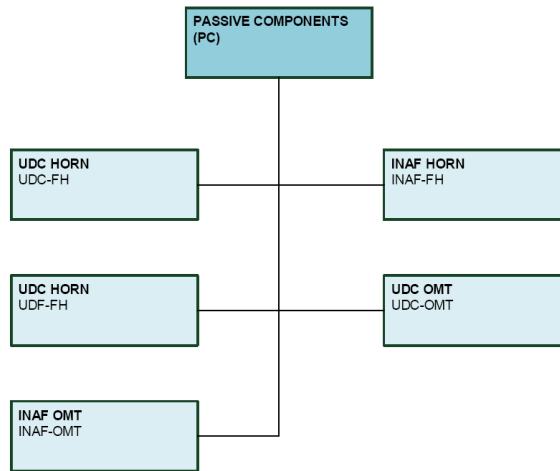 PASSIVE COMPONENTS
(PC)
UDC HORN
UDC-FH
INAF HORN
INAF-FH
UDC HORN
UDF-FH
UDC OMT
UDC-OMT
INAF OMT
INAF-OMT